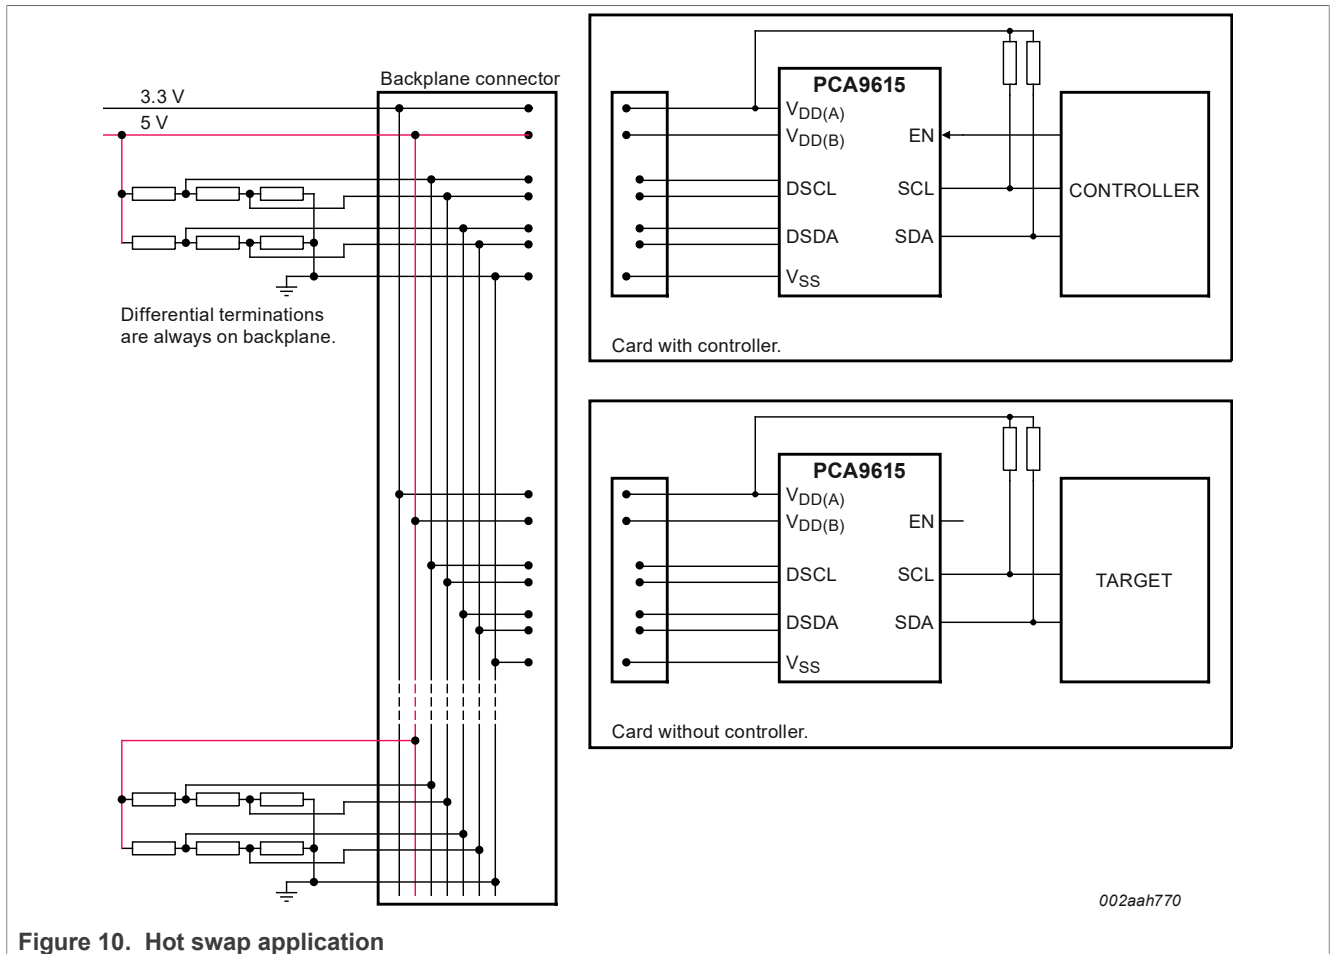 Backplane connector
3.3 V
5 V
Differential terminations
are always on backplane.
PCA9615
VDD(A)
VDD(B)
EN
DSCL
SCL
DSDA
SDA
VSS
CONTROLLER
Card with controller.
PCA9615
VDD(A)
VDD(B)
EN
DSCL
SCL
DSDA
SDA
VSS
TARGET
Card without controller.
002aah770
Figure 10. Hot swap application